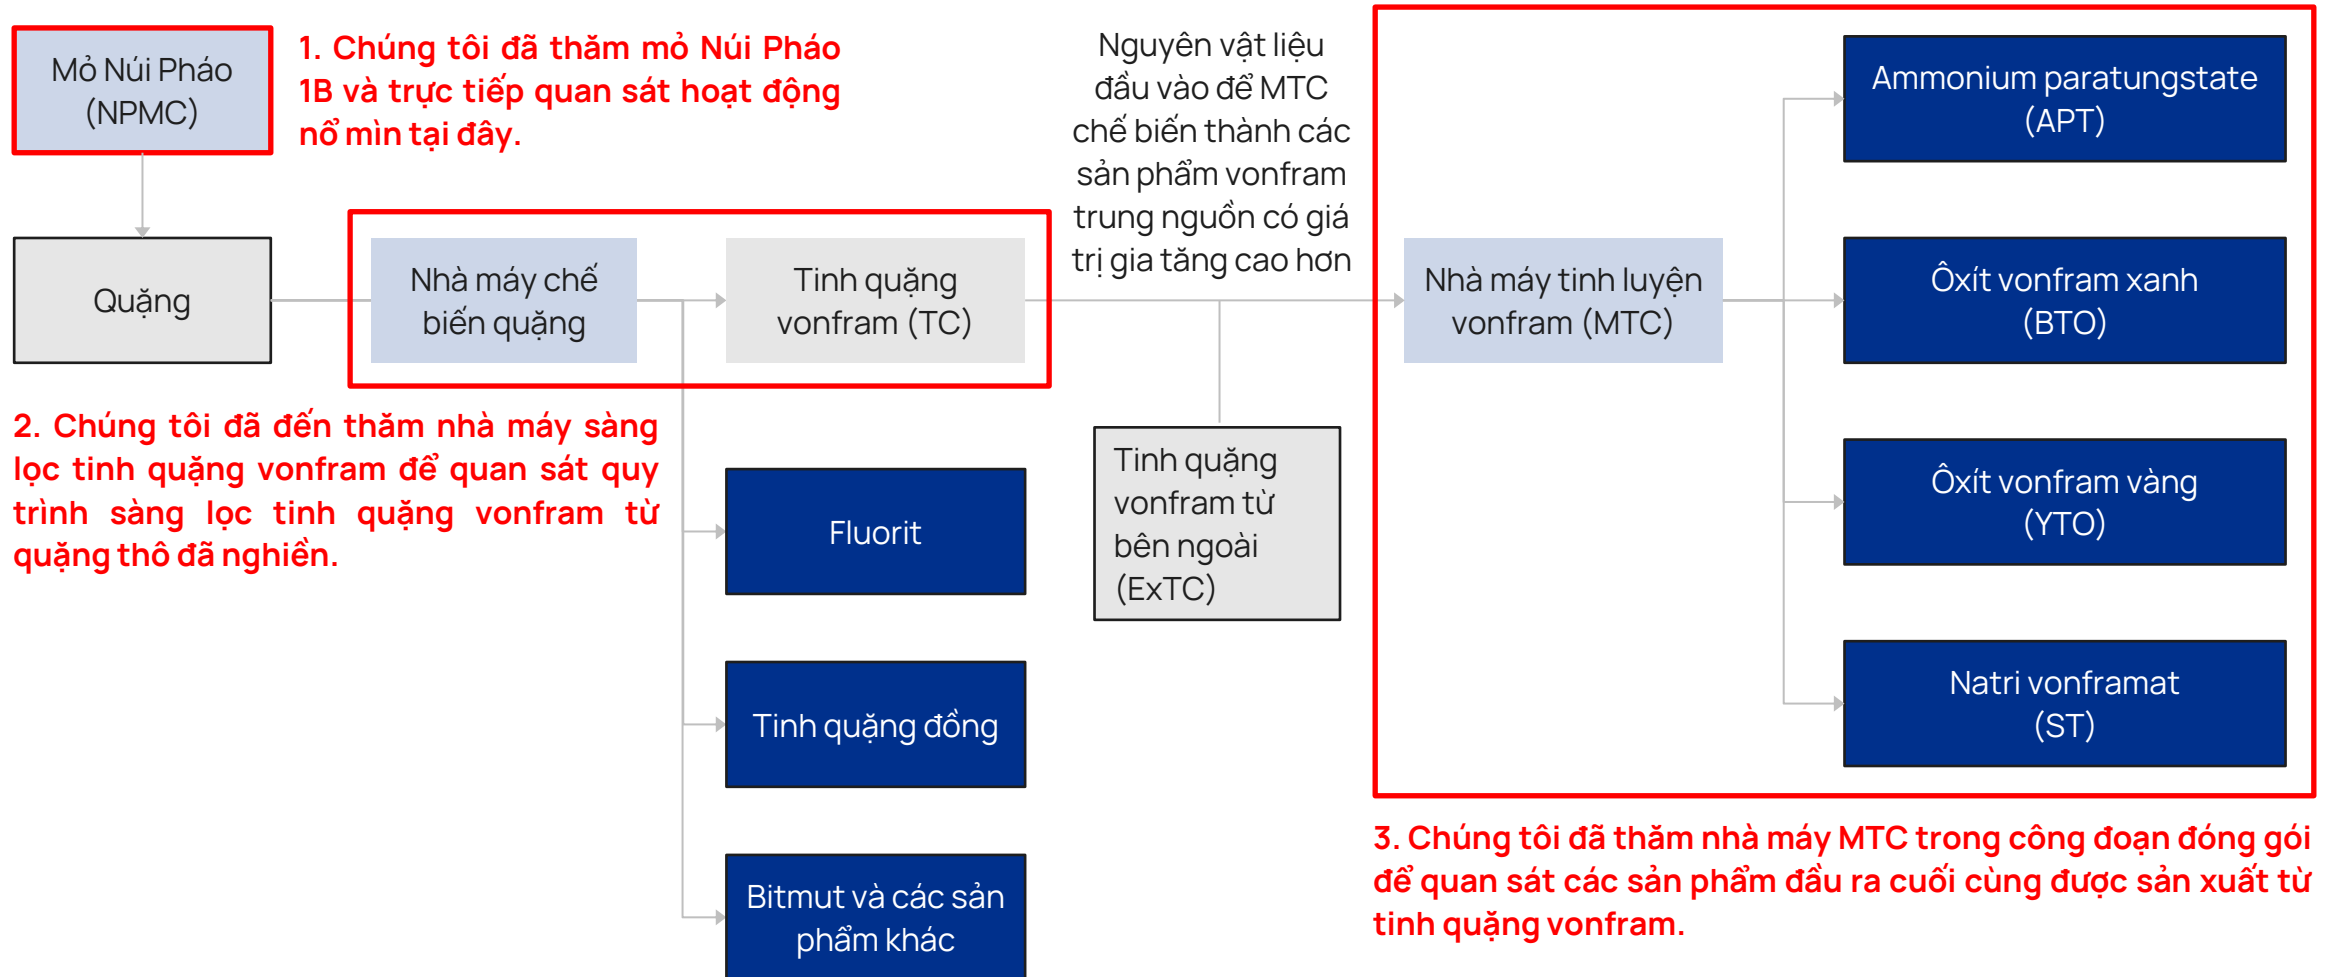 Mỏ Núi Pháo
(NPMC)
1. Chúng tôi đã thăm mỏ Núi Pháo
1B và trực tiếp quan sát hoạt động
nổ mìn tại đây.
Nguyên vật liệu
đầu vào để MTC
chế biến thành các
sản phẩm vonfram
trung nguồn có giá
trị gia tăng cao hơn
Ammonium paratungstate
(APT)
Quặng
Nhà máy chế
biến quặng
Tinh quặng
vonfram (TC)
Nhà máy tinh luyện
vonfram (MTC)
Ôxít vonfram xanh
(BTO)
2. Chúng tôi đã đến thăm nhà máy sàng
lọc tinh quặng vonfram để quan sát quy
trình sàng lọc tinh quặng vonfram từ
quặng thô đã nghiền.
Fluorit
Tinh quặng
vonfram từ
bên ngoài
(ExTC)
Ôxít vonfram vàng
(YTO)
Tinh quặng đồng
Natri vonframat
(ST)
Bitmut và các sản
phẩm khác
3. Chúng tôi đã thăm nhà máy MTC trong công đoạn đóng gói
để quan sát các sản phẩm đầu ra cuối cùng được sản xuất từ
tinh quặng vonfram.